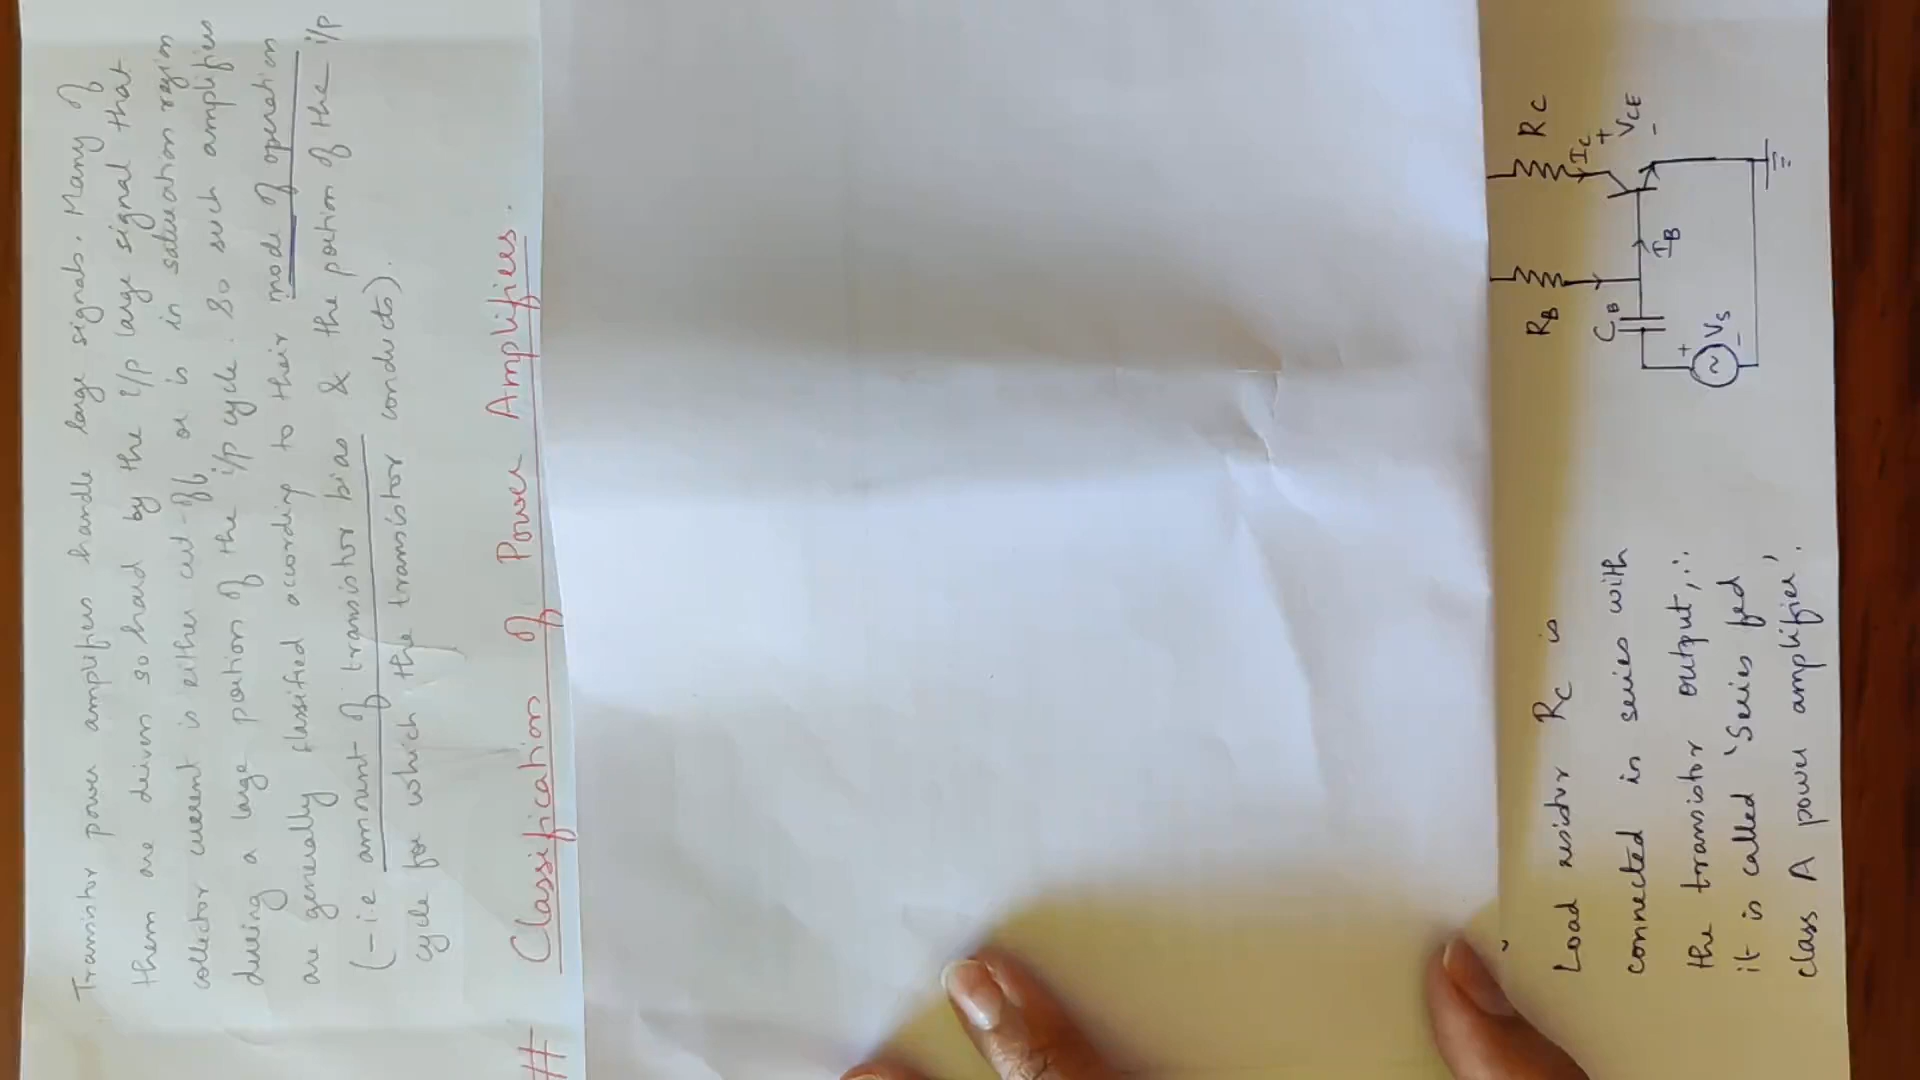 Transistor power amplifiers handle large signals. Many of
them are driven so hard by the i/p large signal that
collector current is either cut-off or is in saturation region
during a large portion of the i/p cycle. So such amplifiers
are generally classified according to their mode of operation
(-i.e amount of transistor bias & the portion of the i/p
cycle for which the transistor conducts).
# Classification of Power Amplifiers.
RB
RC
CB
IC
IB
+
VCE
-
+
VS
-
~
Load resistor RC is
connected in series with
the transistor output, ∴
it is called 'Series fed
class A power amplifier'.